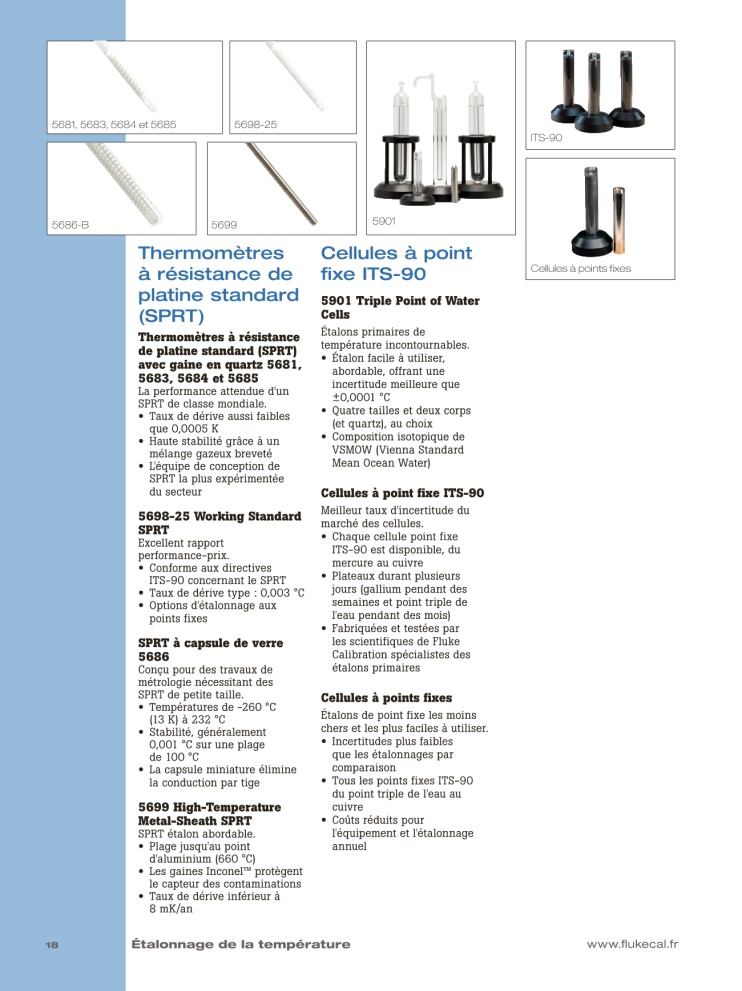 5681, 5683, 5684 et 5685
5698-25
5686-B
5699
5901
ITS-90
Cellules à points fixes
Thermomètres
à résistance de
platine standard
(SPRT)
Thermomètres à résistance
de platine standard (SPRT)
avec gaine en quartz 5681,
5683, 5684 et 5685
La performance attendue d'un
SPRT de classe mondiale.
• Taux de dérive aussi faibles
que 0,0005 K
• Haute stabilité grâce à un
mélange gazeux breveté
• L'équipe de conception de
SPRT la plus expérimentée
du secteur
5698-25 Working Standard
SPRT
Excellent rapport
performance-prix.
• Conforme aux directives
ITS-90 concernant le SPRT
• Taux de dérive type : 0,003 °C
• Options d'étalonnage aux
points fixes
SPRT à capsule de verre
5686
Conçu pour des travaux de
métrologie nécessitant des
SPRT de petite taille.
• Températures de -260 °C
(13 K) à 232 °C
• Stabilité, généralement
0,001 °C sur une plage
de 100 °C
• La capsule miniature élimine
la conduction par tige
5699 High-Temperature
Metal-Sheath SPRT
SPRT étalon abordable.
• Plage jusqu'au point
d'aluminium (660 °C)
• Les gaines Inconel™ protègent
le capteur des contaminations
• Taux de dérive inférieur à
8 mK/an
Cellules à point
fixe ITS-90
5901 Triple Point of Water
Cells
Étalons primaires de
température incontournables.
• Étalon facile à utiliser,
abordable, offrant une
incertitude meilleure que
±0,0001 °C
• Quatre tailles et deux corps
(et quartz), au choix
• Composition isotopique de
VSMOW (Vienna Standard
Mean Ocean Water)
Cellules à point fixe ITS-90
Meilleur taux d'incertitude du
marché des cellules.
• Chaque cellule point fixe
ITS-90 est disponible, du
mercure au cuivre
• Plateaux durant plusieurs
jours (gallium pendant des
semaines et point triple de
l'eau pendant des mois)
• Fabriquées et testées par
les scientifiques de Fluke
Calibration spécialistes des
étalons primaires
Cellules à points fixes
Étalons de point fixe les moins
chers et les plus faciles à utiliser.
• Incertitudes plus faibles
que les étalonnages par
comparaison
• Tous les points fixes ITS-90
du point triple de l'eau au
cuivre
• Coûts réduits pour
l'équipement et l'étalonnage
annuel
18
Étalonnage de la température
www.flukecal.fr